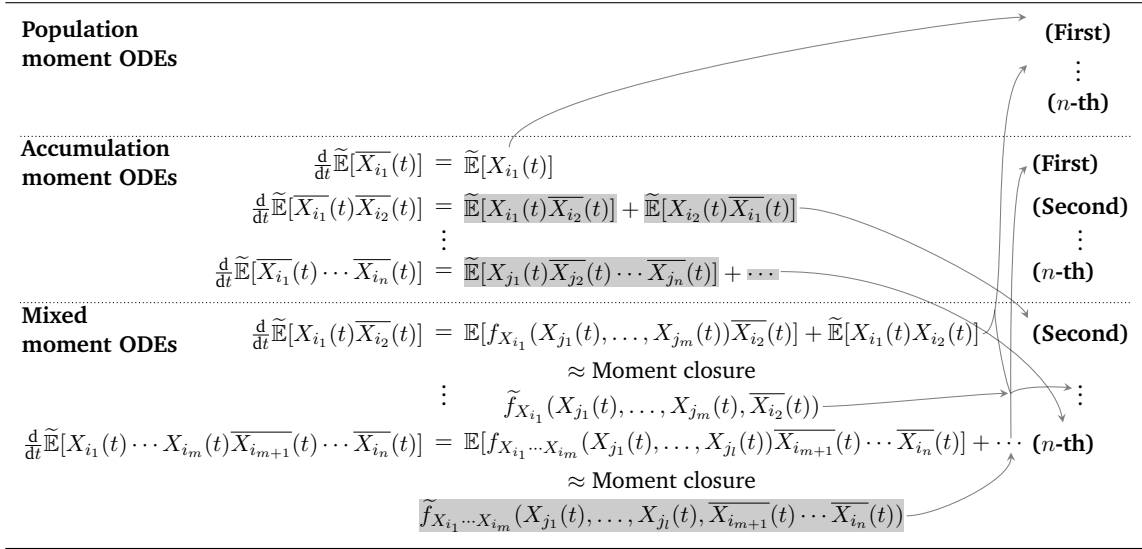 Population (First)
moment ODEs ⋮
(n-th)
Accumulation d/dt 𝔼̃[X̅_{i_1}(t)] = 𝔼̃[X_{i_1}(t)] (First)
moment ODEs
d/dt 𝔼̃[X̅_{i_1}(t)X̅_{i_2}(t)] = 𝔼̃[X_{i_1}(t)X̅_{i_2}(t)] + 𝔼̃[X_{i_2}(t)X̅_{i_1}(t)] (Second)
⋮ ⋮
d/dt 𝔼̃[X̅_{i_1}(t) ⋯ X̅_{i_n}(t)] = 𝔼̃[X_{j_1}(t)X̅_{j_2}(t) ⋯ X̅_{j_n}(t)] + ⋯ (n-th)
Mixed
moment ODEs d/dt 𝔼̃[X_{i_1}(t)X̅_{i_2}(t)] = 𝔼[f_{X_{i_1}}(X_{j_1}(t), …, X_{j_m}(t))X̅_{i_2}(t)] + 𝔼̃[X_{i_1}(t)X_{i_2}(t)] (Second)
≈ Moment closure
⋮ f̃_{X_{i_1}}(X_{j_1}(t), …, X_{j_m}(t), X̅_{i_2}(t)) ⋮
d/dt 𝔼̃[X_{i_1}(t) ⋯ X_{i_m}(t)X̅_{i_{m+1}}(t) ⋯ X̅_{i_n}(t)] = 𝔼[f_{X_{i_1}⋯X_{i_m}}(X_{j_1}(t), …, X_{j_l}(t))X̅_{i_{m+1}}(t) ⋯ X̅_{i_n}(t)] + ⋯ (n-th)
≈ Moment closure
f̃_{X_{i_1}⋯X_{i_m}}(X_{j_1}(t), …, X_{j_l}(t), X̅_{i_{m+1}}(t) ⋯ X̅_{i_n}(t))